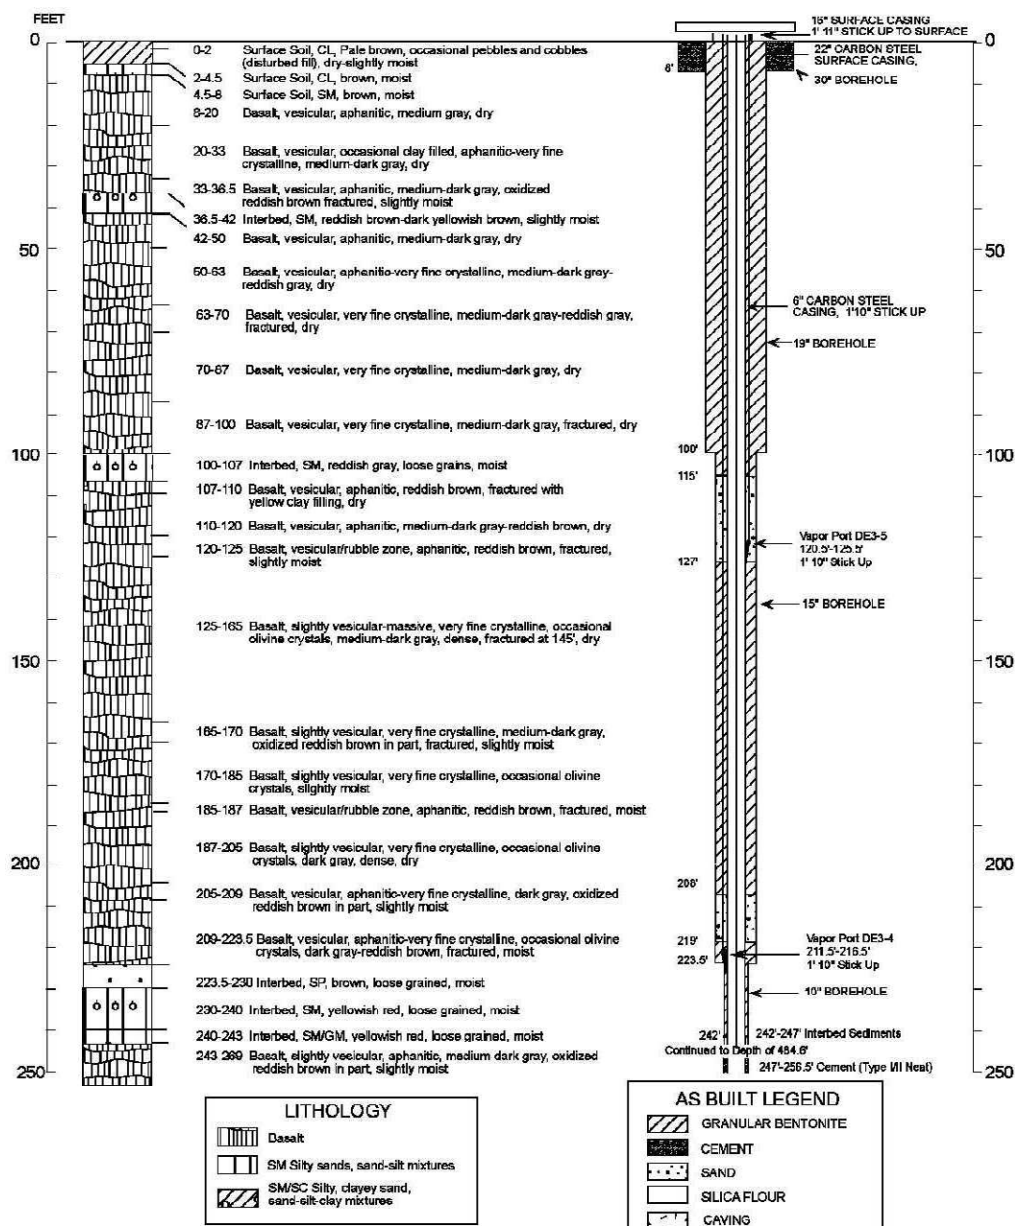 FEET
0
50
100
150
200
250
0-2 Surface Soil, CL, Pale brown, occasional pebbles and cobbles
(disturbed fill), dry-slightly moist
2-4.5 Surface Soil, CL, brown, moist
4.5-8 Surface Soil, SM, brown, moist
8-20 Basalt, vesicular, aphanitic, medium gray, dry
20-33 Basalt, vesicular, occasional clay filled, aphanitic-very fine
crystalline, medium-dark gray, dry
33-36.5 Basalt, vesicular, aphanitic, medium-dark gray, oxidized
reddish brown fractured, slightly moist
36.5-42 Interbed, SM, reddish brown-dark yellowish brown, slightly moist
42-50 Basalt, vesicular, aphanitic, medium-dark gray, dry
50-63 Basalt, vesicular, aphanitic-very fine crystalline, medium-dark gray-
reddish gray, dry
63-70 Basalt, vesicular, very fine crystalline, medium-dark gray-reddish gray,
fractured, dry
70-87 Basalt, vesicular, very fine crystalline, medium-dark gray, dry
87-100 Basalt, vesicular, very fine crystalline, medium-dark gray, fractured, dry
100-107 Interbed, SM, reddish gray, loose grains, moist
107-110 Basalt, vesicular, aphanitic, reddish brown, fractured with
yellow clay filling, dry
110-120 Basalt, vesicular, aphanitic, medium-dark gray-reddish brown, dry
120-125 Basalt, vesicular/rubble zone, aphanitic, reddish brown, fractured,
slightly moist
125-165 Basalt, slightly vesicular-massive, very fine crystalline, occasional
olivine crystals, medium-dark gray, dense, fractured at 145', dry
165-170 Basalt, slightly vesicular, very fine crystalline, medium-dark gray,
oxidized reddish brown in part, fractured, slightly moist
170-185 Basalt, slightly vesicular, very fine crystalline, occasional olivine
crystals, slightly moist
185-187 Basalt, vesicular/rubble zone, aphanitic, reddish brown, fractured, moist
187-205 Basalt, slightly vesicular, very fine crystalline, occasional olivine
crystals, dark gray, dense, dry
205-209 Basalt, vesicular, aphanitic-very fine crystalline, dark gray, oxidized
reddish brown in part, slightly moist
209-223.5 Basalt, vesicular, aphanitic-very fine crystalline, occasional olivine
crystals, dark gray-reddish brown, fractured, moist
223.5-230 Interbed, SP, brown, loose grained, moist
230-240 Interbed, SM, yellowish red, loose grained, moist
240-243 Interbed, SM/GM, yellowish red, loose grained, moist
243-269 Basalt, slightly vesicular, aphanitic, medium dark gray, oxidized
reddish brown in part, slightly moist
16" SURFACE CASING
1' 11" STICK UP TO SURFACE
22" CARBON STEEL
SURFACE CASING,
30" BOREHOLE
6" CARBON STEEL
CASING, 1'10" STICK UP
19" BOREHOLE
100'
115'
127'
Vapor Port DE3-5
120.5'-125.5'
1' 10" Stick Up
15" BOREHOLE
208'
219'
223.5'
Vapor Port DE3-4
211.5'-216.5'
1' 10" Stick Up
10" BOREHOLE
242'
242'-247' Interbed Sediments
Continued to Depth of 484.6'
247'-256.5' Cement (Type I/II Neat)
0
50
100
150
200
250
LITHOLOGY
Basalt
SM Silty sands, sand-silt mixtures
SM/SC Silty, clayey sand,
sand-silt-clay mixtures
AS BUILT LEGEND
GRANULAR BENTONITE
CEMENT
SAND
SILICA FLOUR
CAVING